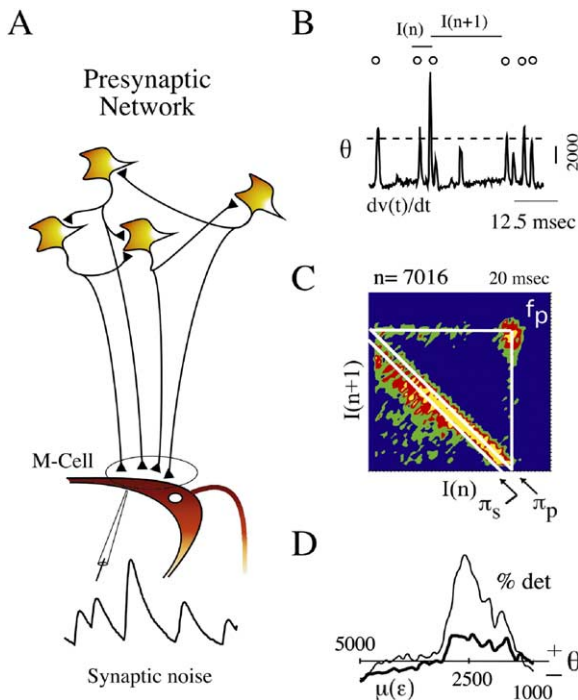 A
Presynaptic
Network
M-Cell
Synaptic noise
B
I(n)
I(n+1)
θ
2000
dv(t)/dt
12.5 msec
C
n= 7016
20 msec
fp
I(n+1)
I(n)
πs
πp
D
% det
5000
+
θ
−
μ(ε)
2500
1000